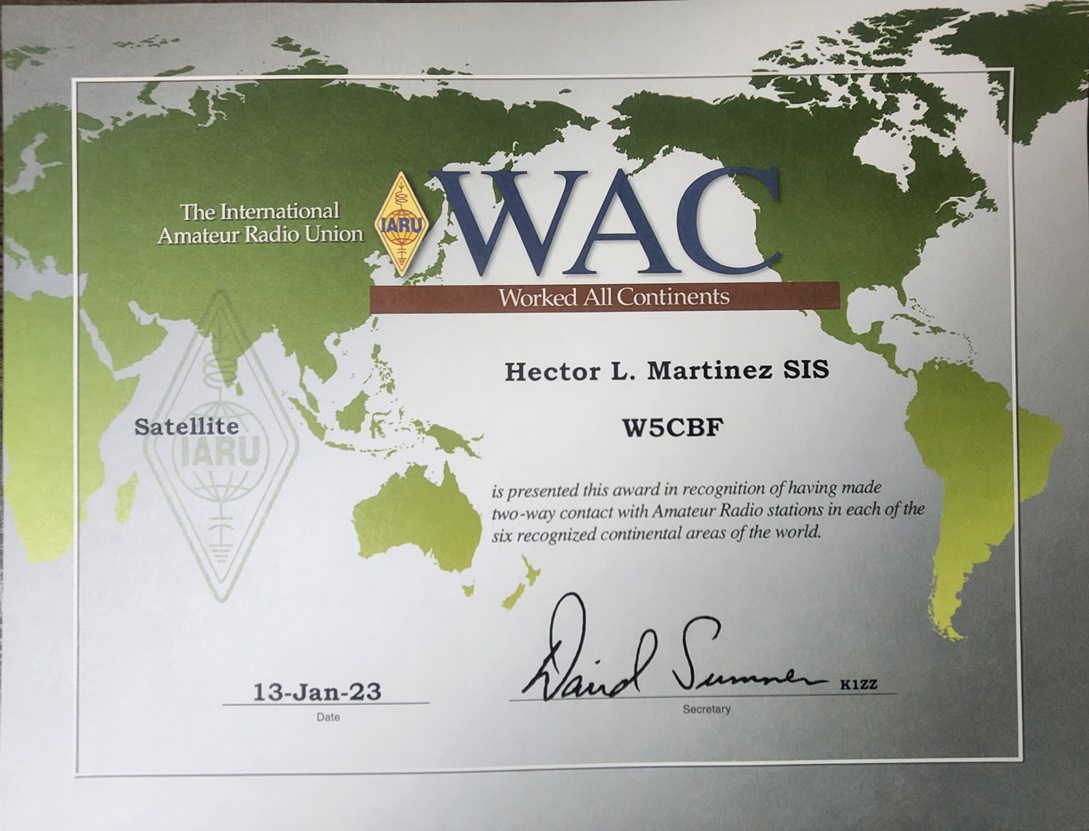 The International
Amateur Radio Union
IARU
WAC
Worked All Continents
Hector L. Martinez SIS
W5CBF
Satellite
IARU
is presented this award in recognition of having made
two-way contact with Amateur Radio stations in each of the
six recognized continental areas of the world.
13-Jan-23
Date
David Sumner K1ZZ
Secretary